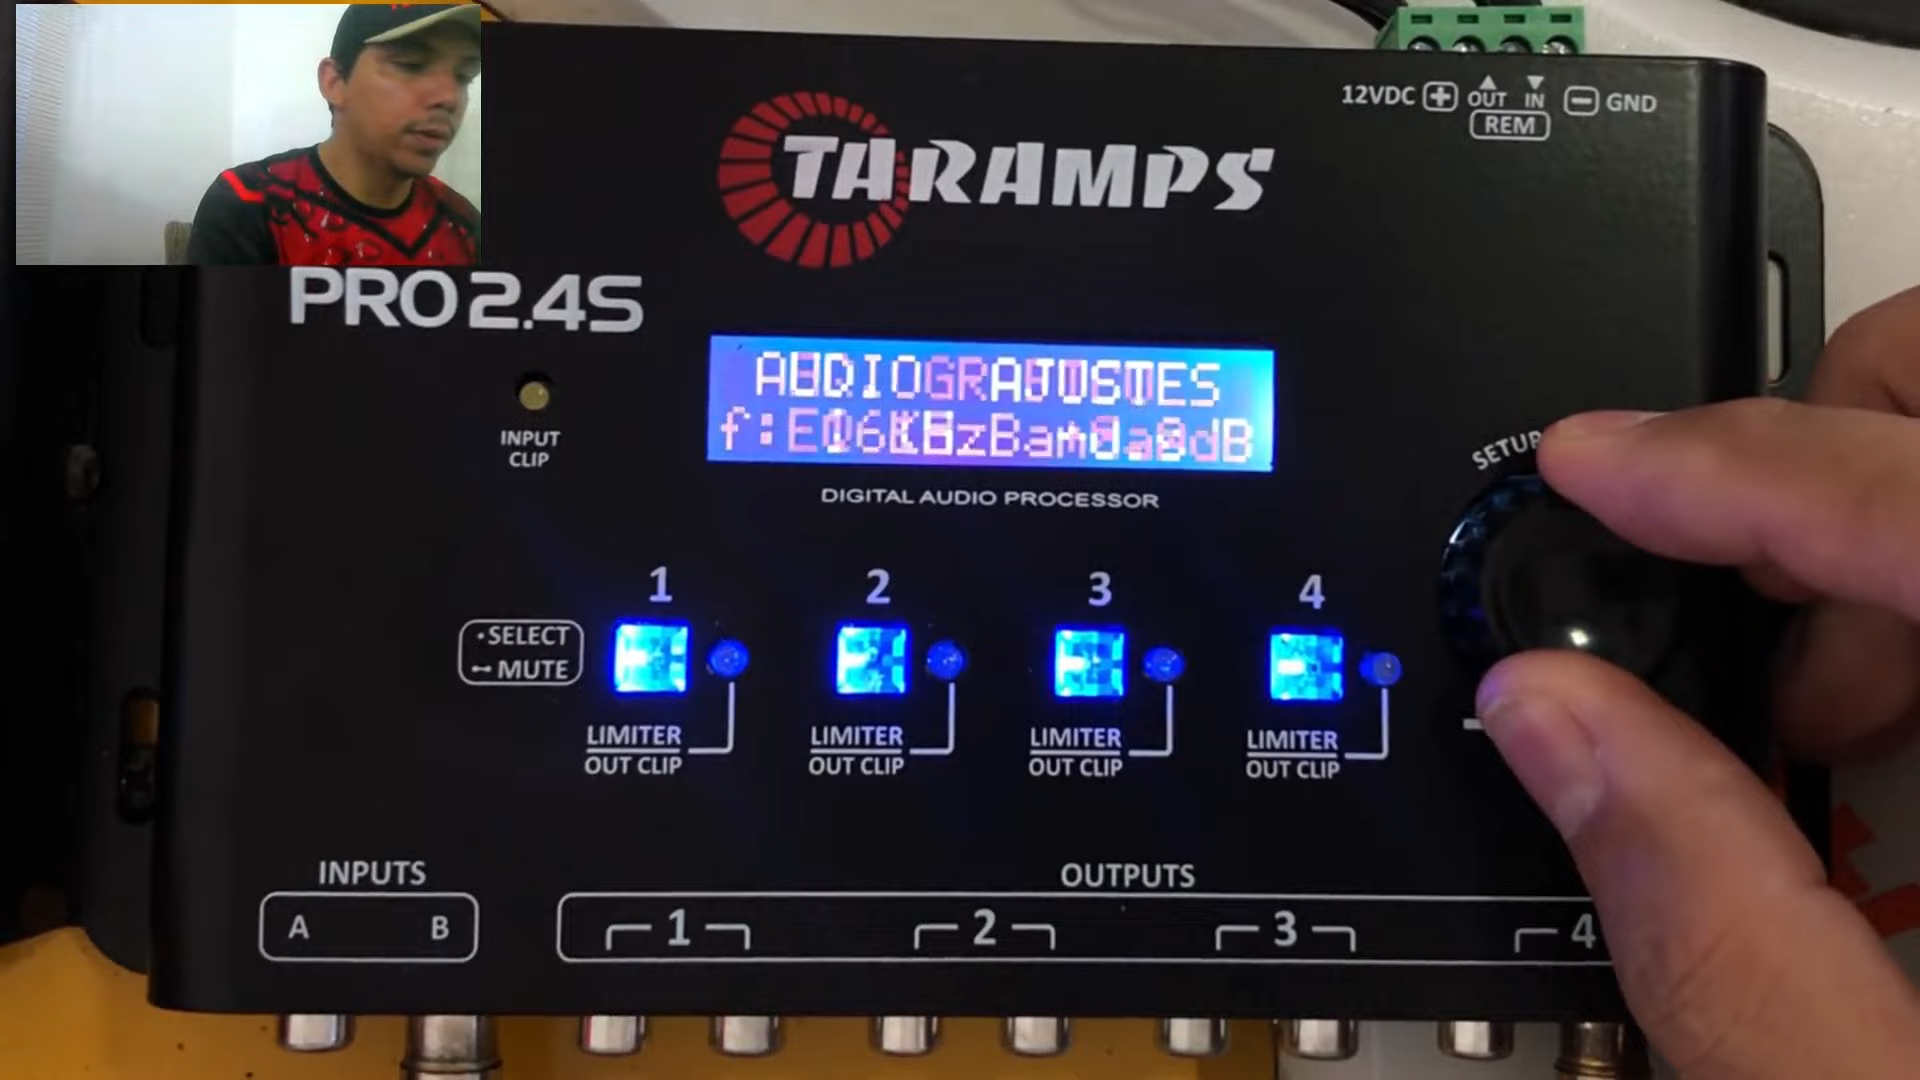 12VDC + OUT IN - GND
REM
TARAMPS
PRO 2.4S
INPUT
CLIP
DIGITAL AUDIO PROCESSOR
1 2 3 4
•SELECT
MUTE
LIMITER LIMITER LIMITER LIMITER
OUT CLIP OUT CLIP OUT CLIP OUT CLIP
INPUTS
A B
OUTPUTS
1 2 3 4